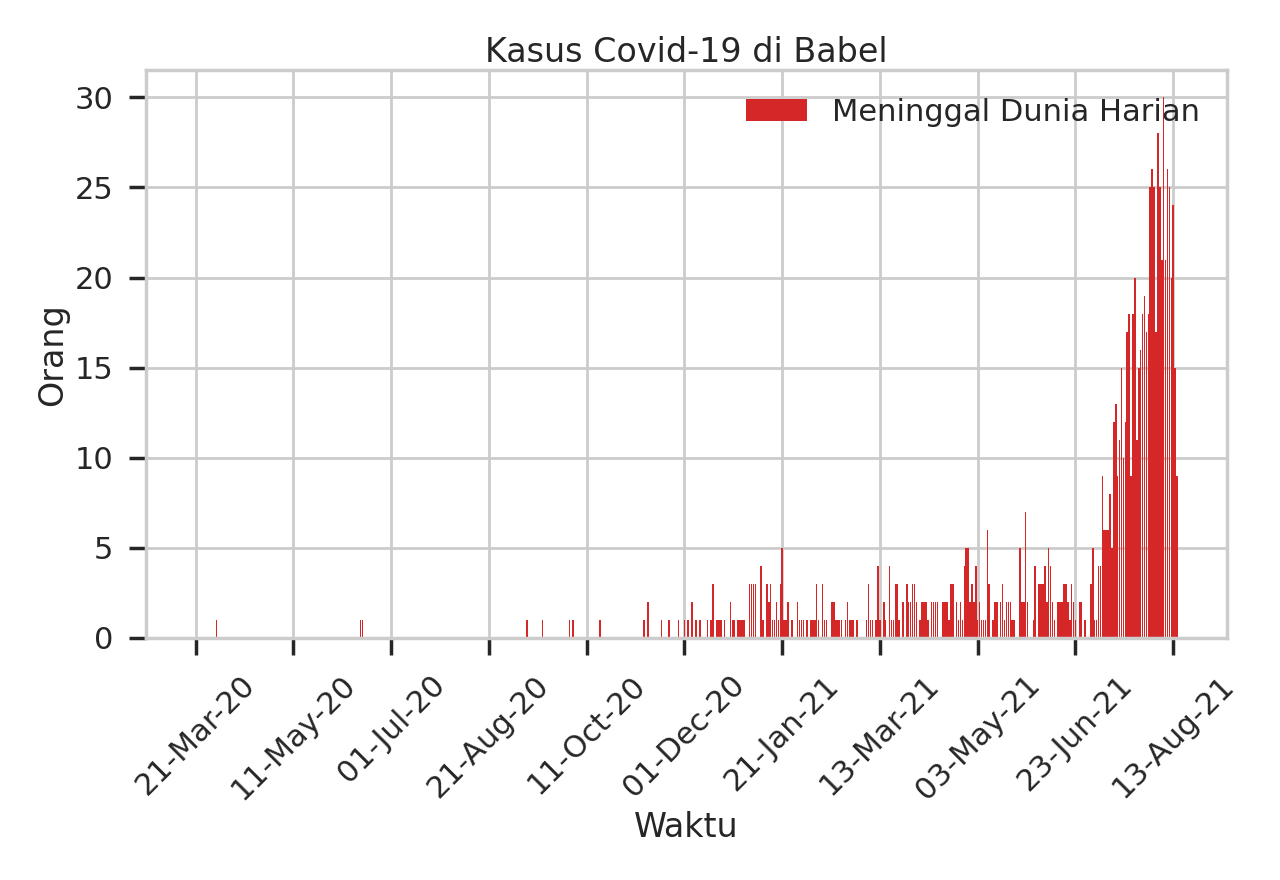 Kasus Covid-19 di Babel
Meninggal Dunia Harian
30
25
20
15
10
5
0
Orang
21-Mar-20
11-May-20
01-Jul-20
21-Aug-20
11-Oct-20
01-Dec-20
21-Jan-21
13-Mar-21
03-May-21
23-Jun-21
13-Aug-21
Waktu